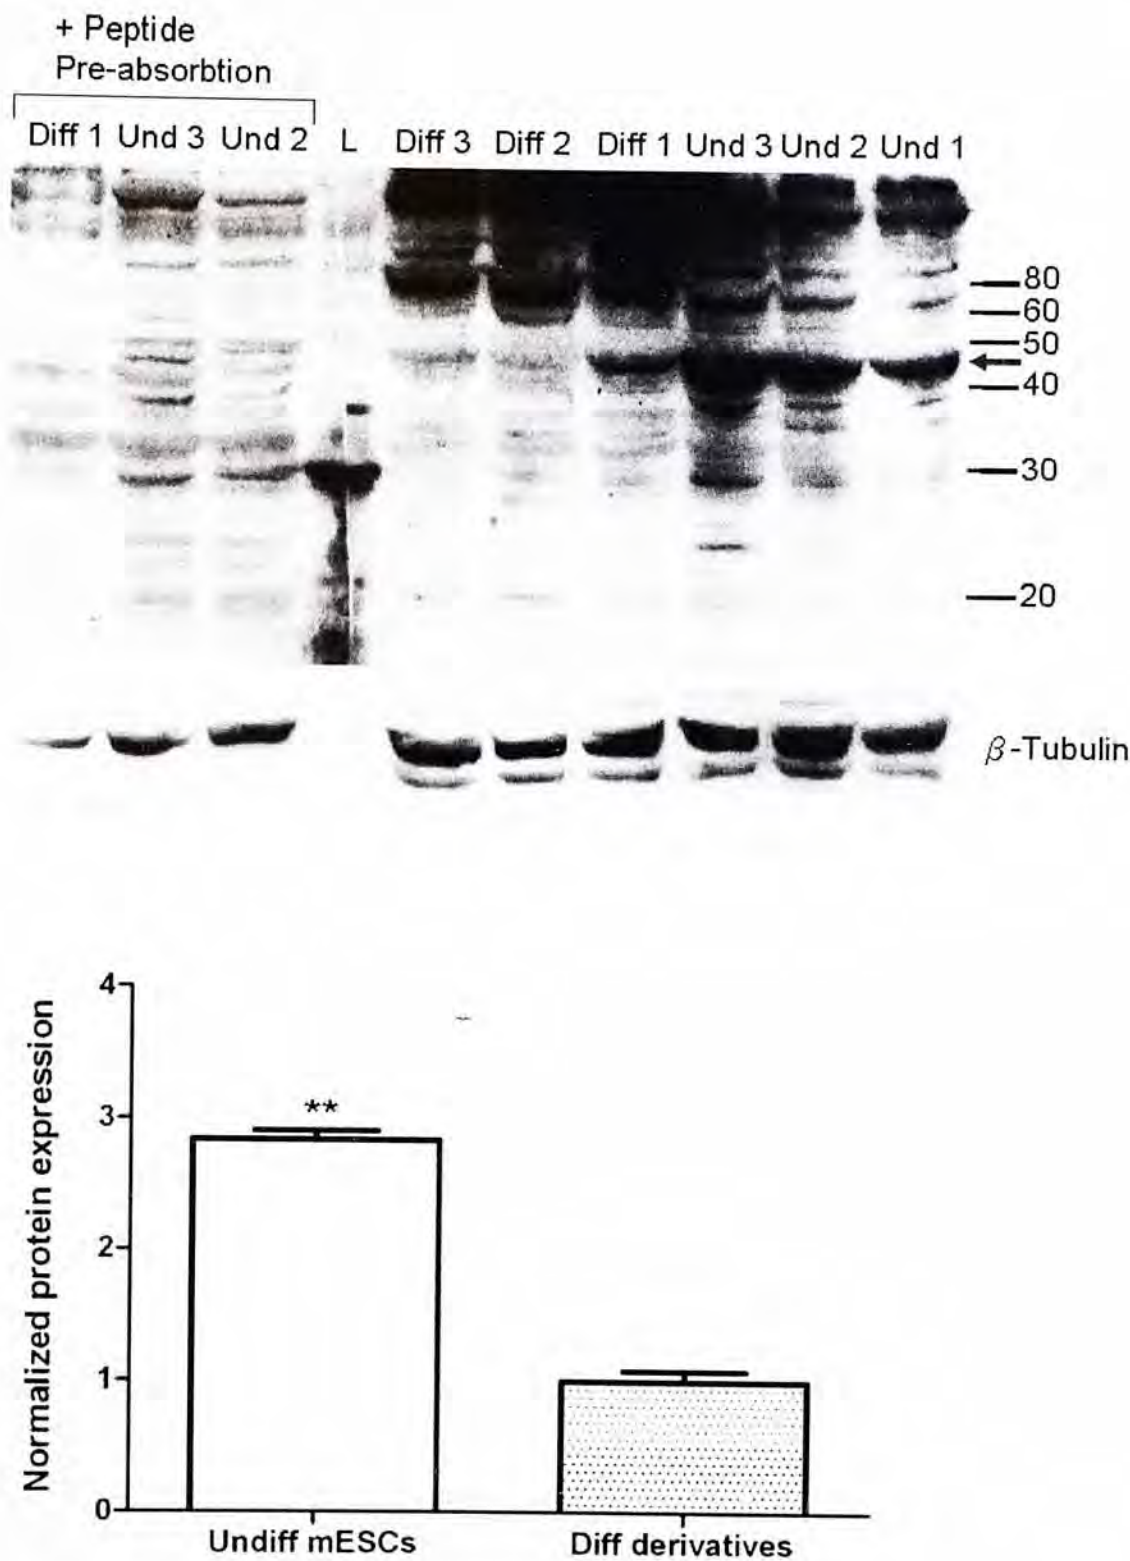 + Peptide
Pre-absorbtion
Diff 1 Und 3 Und 2 L Diff 3 Diff 2 Diff 1 Und 3 Und 2 Und 1
80
60
50
40
30
20
β-Tubulin
Normalized protein expression
4
3
2
1
0
**
Undiff mESCs Diff derivatives